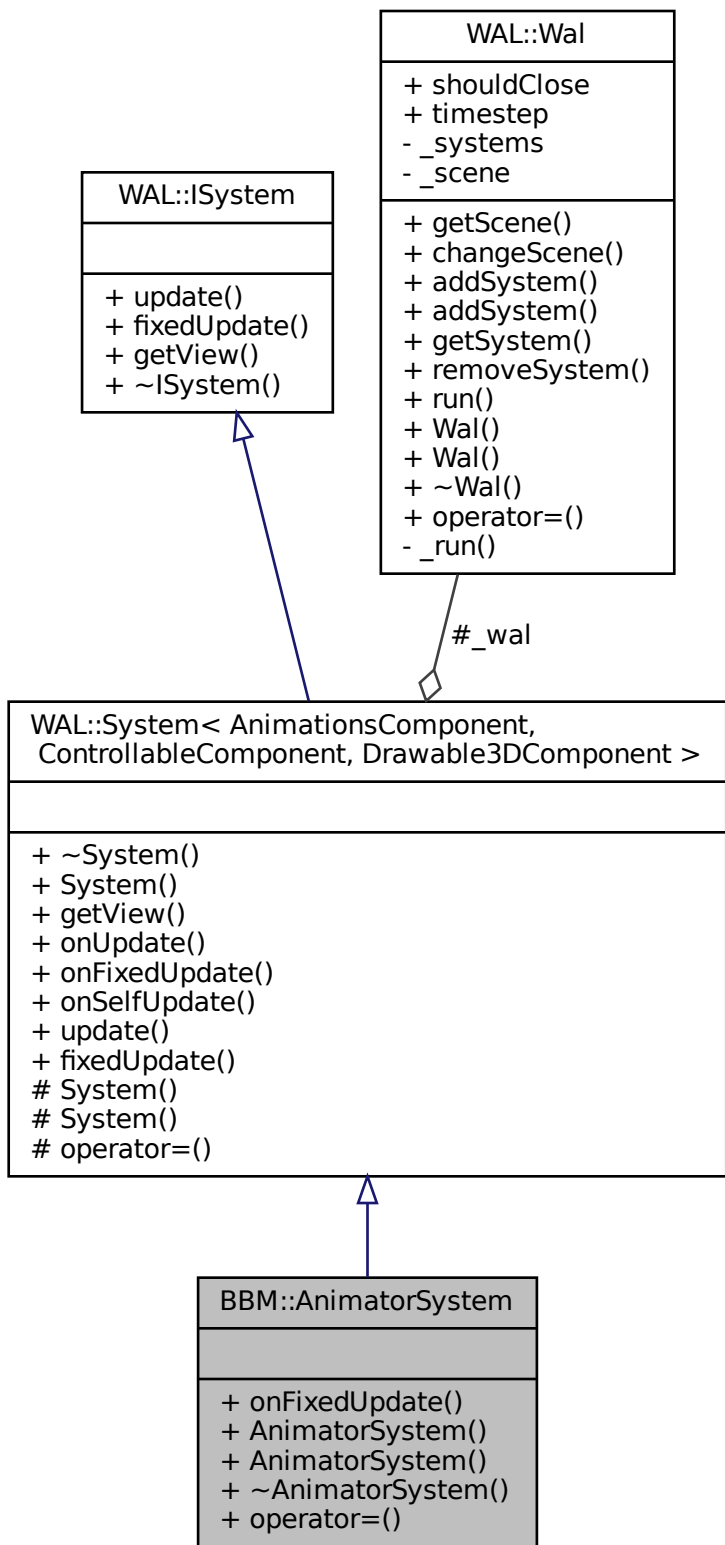 WAL::Wal
+ shouldClose
+ timestep
- _systems
- _scene
+ getScene()
+ changeScene()
+ addSystem()
+ addSystem()
+ getSystem()
+ removeSystem()
+ run()
+ Wal()
+ Wal()
+ ~Wal()
+ operator=()
- _run()
WAL::ISystem
+ update()
+ fixedUpdate()
+ getView()
+ ~ISystem()
#_wal
WAL::System< AnimationsComponent,
ControllableComponent, Drawable3DComponent >
+ ~System()
+ System()
+ getView()
+ onUpdate()
+ onFixedUpdate()
+ onSelfUpdate()
+ update()
+ fixedUpdate()
# System()
# System()
# operator=()
BBM::AnimatorSystem
+ onFixedUpdate()
+ AnimatorSystem()
+ AnimatorSystem()
+ ~AnimatorSystem()
+ operator=()